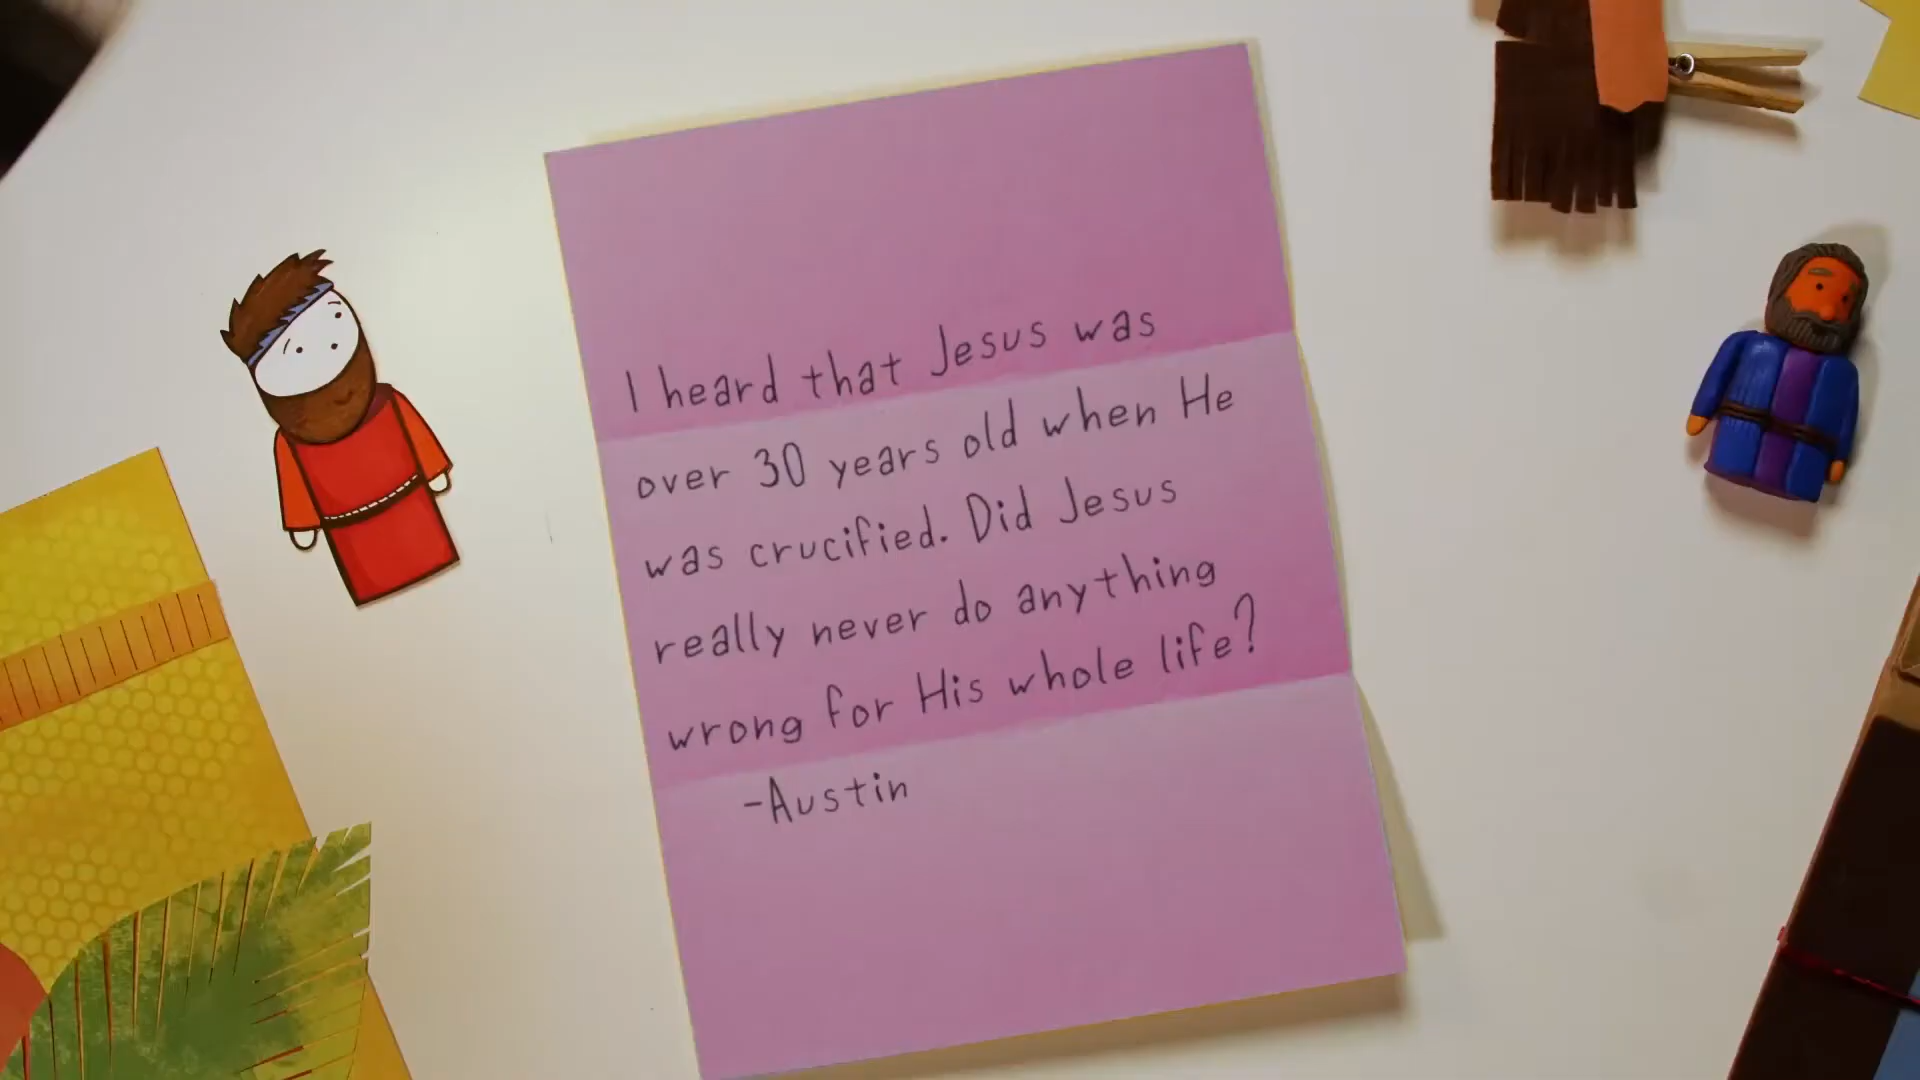 I heard that Jesus was
over 30 years old when He
was crucified. Did Jesus
really never do anything
wrong for His whole life?
-Austin